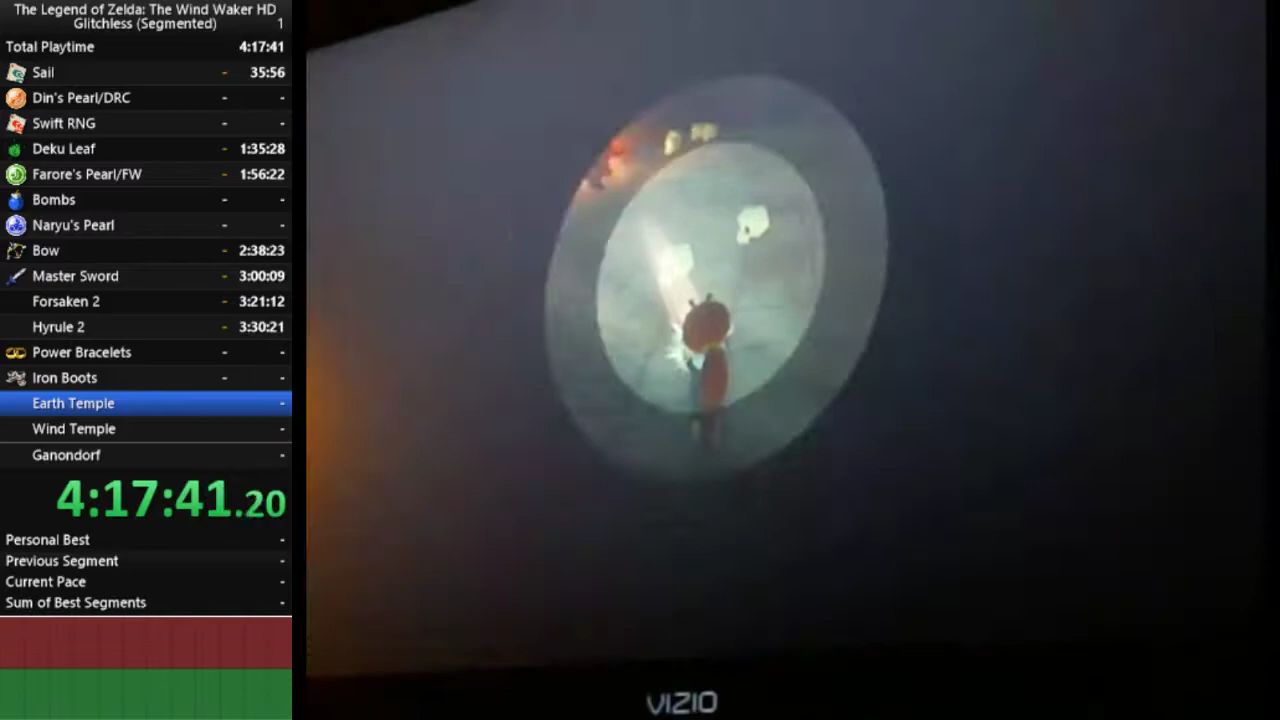 The Legend of Zelda: The Wind Waker HD
Glitchless (Segmented) 1
Total Playtime 4:17:41
Sail - 35:56
Din's Pearl/DRC - -
Swift RNG - -
Deku Leaf - 1:35:28
Farore's Pearl/FW - 1:56:22
Bombs - -
Naryu's Pearl - -
Bow - 2:38:23
Master Sword - 3:00:09
Forsaken 2 - 3:21:12
Hyrule 2 - 3:30:21
Power Bracelets - -
Iron Boots - -
Earth Temple -
Wind Temple -
Ganondorf -
4:17:41.20
Personal Best -
Previous Segment -
Current Pace -
Sum of Best Segments -
VIZIO